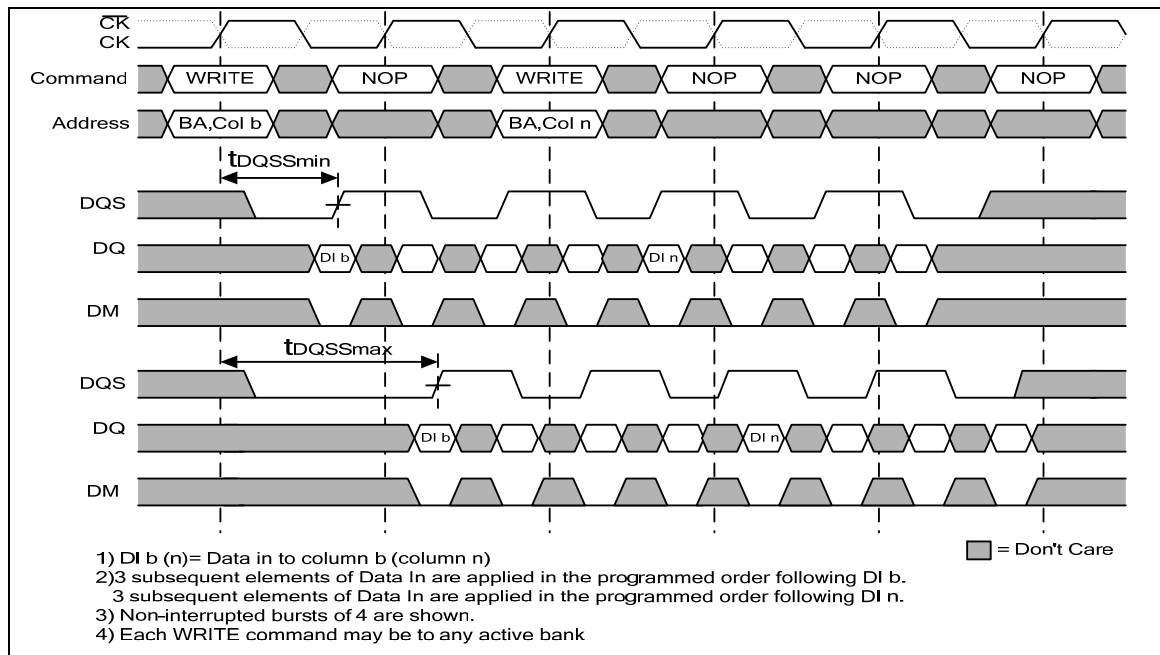 CK
CK
Command WRITE NOP WRITE NOP NOP NOP
Address BA,Col b BA,Col n
tDQSSmin
DQS
DQ DI b DI n
DM
tDQSSmax
DQS
DQ DI b DI n
DM
= Don't Care
1) DI b (n)= Data in to column b (column n)
2)3 subsequent elements of Data In are applied in the programmed order following DI b.
3 subsequent elements of Data In are applied in the programmed order following DI n.
3) Non-interrupted bursts of 4 are shown.
4) Each WRITE command may be to any active bank